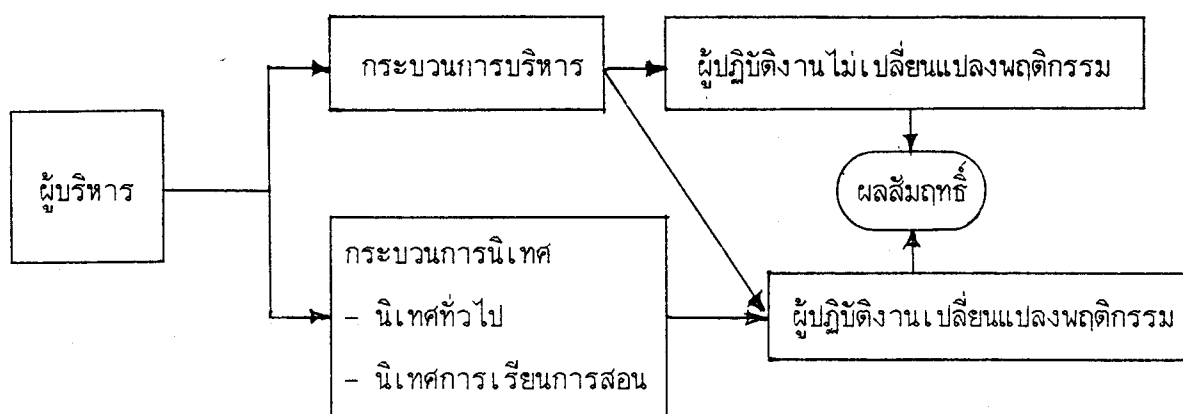 ผู้บริหาร
กระบวนการบริหาร
ผู้ปฏิบัติงานไม่เปลี่ยนแปลงพฤติกรรม
ผลสัมฤทธิ์
กระบวนการนิเทศ
- นิเทศทั่วไป
- นิเทศการเรียนการสอน
ผู้ปฏิบัติงานเปลี่ยนแปลงพฤติกรรม